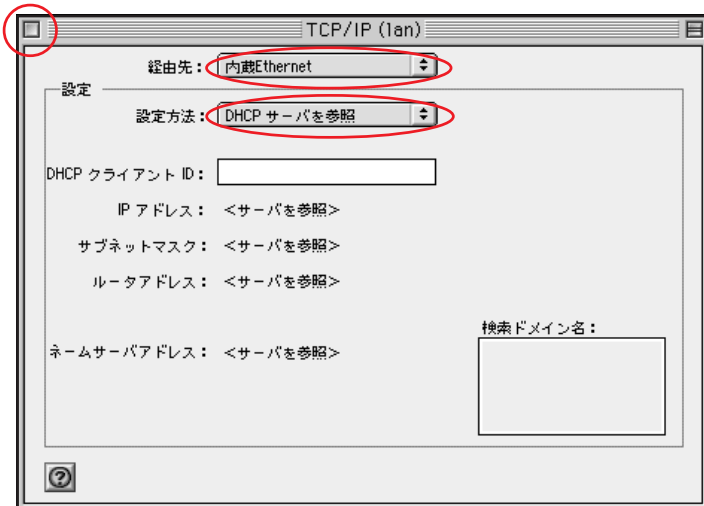 TCP/IP (lan)
経由先： 内蔵Ethernet
設定
設定方法： DHCP サーバを参照
DHCP クライアント ID：
IP アドレス： <サーバを参照>
サブネットマスク： <サーバを参照>
ルータアドレス： <サーバを参照>
検索ドメイン名：
ネームサーバアドレス： <サーバを参照>
?